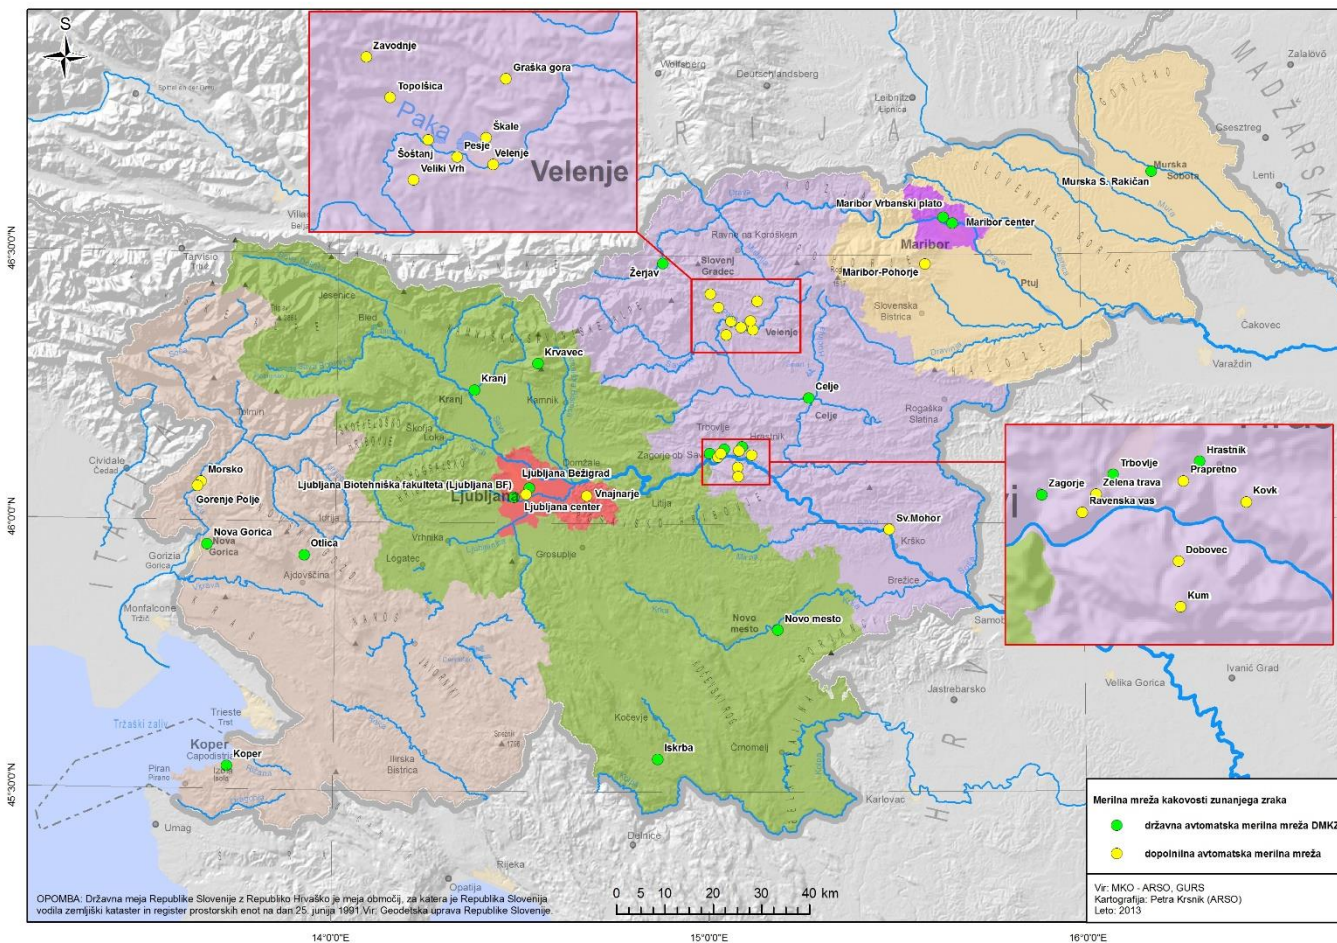 S
Zavodnje
Graška gora
Topolšica
Paka
Škale
Šoštanj
Pesje
Velenje
Veliki Vrh
Velenje
Wolfsberg
Deutschlandsberg
Leibnitz
Lipnica
Zalalövő
MADŽARSKA
GORIČKO
Csesztreg
Lenti
Murska
Sobota
Murska S. Rakičan
Maribor Vrbanski plato
Maribor center
Maribor
Maribor-Pohorje
Ptuj
Slovenska
Bistrica
Ravne na Koroškem
Slovenj
Gradec
Žerjav
Velenje
Tarvisio
Trbiž
Jesenice
Bled
Krvavec
Kranj
Kranj
Kamnik
Škofja
Loka
Tolmin
Celje
Celje
Rogaška
Slatina
Čakovec
Varaždin
Trbovlje
Hrastnik
Zagorje ob Savi
Domžale
Ljubljana Bežigrad
Ljubljana Biotehniška fakulteta (Ljubljana BF)
Ljubljana
Ljubljana center
Vnajnarje
Litija
Cividale
Čedad
Morsko
Gorenje Polje
Idrija
Vrhnika
Logatec
Grosuplje
Nova Gorica
Nova
Gorica
Gorizia
Gorica
Otlica
Ajdovščina
Sv.Mohor
Krško
Brežice
Hrastnik
Trbovlje
Prapretno
Zagorje
Zelena trava
Kovk
Ravenska vas
Dobovec
Kum
Monfalcone
Tržič
Novo
mesto
Novo mesto
Krka
Jastrebarsko
Velika Gorica
Ivanić Grad
Trieste
Trst
Tržaški zaliv
Koper
Capodistria
Koper
Izola
Isola
Piran
Pirano
Ilirska
Bistrica
Kočevje
Črnomelj
Iskrba
Karlovac
Umag
Delnice
Rijeka
Opatija
46°30'0"N
46°0'0"N
45°30'0"N
14°00'0"E
15°00'0"E
16°00'0"E
0 5 10 20 30 40 km
Merilna mreža kakovosti zunanjega zraka
državna avtomatska merilna mreža DMKZ
dopolnilna avtomatska merilna mreža
Vir: MKO - ARSO, GURS
Kartografija: Petra Krsnik (ARSO)
Leto: 2013
OPOMBA: Državna meja Republike Slovenije z Republiko Hrvaško je meja območij, za katera je Republika Slovenija
vodila zemljiški kataster in register prostorskih enot na dan 25. junija 1991.Vir: Geodetska uprava Republike Slovenije.